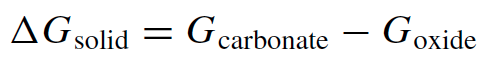 ΔG_solid = G_carbonate − G_oxide